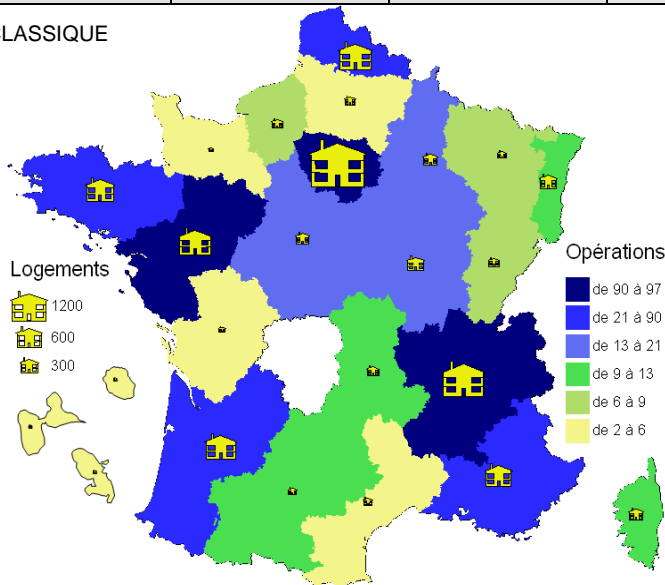 CLASSIQUE
Logements
1200
600
300
Opérations
de 90 à 97
de 21 à 90
de 13 à 21
de 9 à 13
de 6 à 9
de 2 à 6